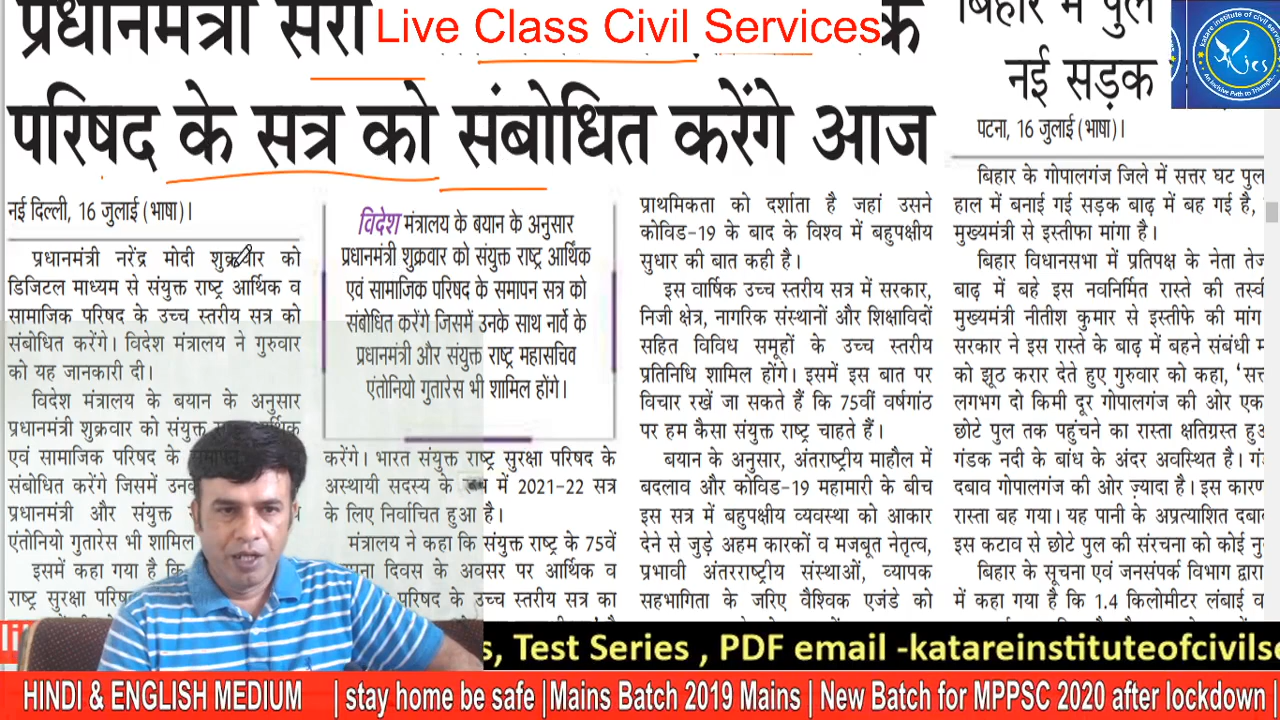 प्रधानमंत्री
Live Class Civil Services
के
परिषद के सत्र को संबोधित करेंगे आज
नई दिल्ली, 16 जुलाई (भाषा)।
प्रधानमंत्री नरेंद्र मोदी शुक्रवार को
डिजिटल माध्यम से संयुक्त राष्ट्र आर्थिक व
सामाजिक परिषद के उच्च स्तरीय सत्र को
संबोधित करेंगे। विदेश मंत्रालय ने गुरुवार
को यह जानकारी दी।
विदेश मंत्रालय के बयान के अनुसार
प्रधानमंत्री शुक्रवार को संयुक्त
एवं सामाजिक परिषद के
संबोधित करेंगे जिसमें
प्रधानमंत्री और संयुक्त
एंतोनियो गुतारेस भी शामिल
इसमें कहा गया है कि
राष्ट्र सुरक्षा
विदेश मंत्रालय के बयान के अनुसार
प्रधानमंत्री शुक्रवार को संयुक्त राष्ट्र आर्थिक
एवं सामाजिक परिषद के समापन सत्र को
संबोधित करेंगे जिसमें उनके साथ नार्वे के
प्रधानमंत्री और संयुक्त राष्ट्र महासचिव
एंतोनियो गुतारेस भी शामिल होंगे।
करेंगे। भारत संयुक्त राष्ट्र सुरक्षा परिषद के
अस्थायी सदस्य के में 2021-22 सत्र
के लिए निर्वाचित हुआ है।
मंत्रालय ने कहा कि संयुक्त राष्ट्र के 75वें
दिवस के अवसर पर आर्थिक व
परिषद के उच्च स्तरीय सत्र का
प्राथमिकता को दर्शाता है जहां उसने
कोविड-19 के बाद के विश्व में बहुपक्षीय
सुधार की बात कही है।
इस वार्षिक उच्च स्तरीय सत्र में सरकार,
निजी क्षेत्र, नागरिक संस्थानों और शिक्षाविदों
सहित विविध समूहों के उच्च स्तरीय
प्रतिनिधि शामिल होंगे। इसमें इस बात पर
विचार रखें जा सकते हैं कि 75वीं वर्षगांठ
पर हम कैसा संयुक्त राष्ट्र चाहते हैं।
बयान के अनुसार, अंतराष्ट्रीय माहौल में
बदलाव और कोविड-19 महामारी के बीच
इस सत्र में बहुपक्षीय व्यवस्था को आकार
देने से जुड़े अहम कारकों व मजबूत नेतृत्व,
प्रभावी अंतरराष्ट्रीय संस्थाओं, व्यापक
सहभागिता के जरिए वैश्विक एजंडे को
बिहार में पुल
नई सड़क
पटना, 16 जुलाई (भाषा)।
बिहार के गोपालगंज जिले में सत्तर घट पुल
हाल में बनाई गई सड़क बाढ़ में बह गई है,
मुख्यमंत्री से इस्तीफा मांगा है।
बिहार विधानसभा में प्रतिपक्ष के नेता
बाढ़ में बहे इस नवनिर्मित रास्ते की
मुख्यमंत्री नीतीश कुमार से इस्तीफे की मांग
सरकार ने इस रास्ते के बाढ़ में बहने संबंधी
को झूठ करार देते हुए गुरुवार को कहा,
लगभग दो किमी दूर गोपालगंज की ओर एक
छोटे पुल तक पहुंचने का रास्ता क्षतिग्रस्त
गंडक नदी के बांध के अंदर अवस्थित है।
दबाव गोपालगंज की ओर ज़्यादा है। इस
रास्ता बह गया। यह पानी के अप्रत्याशित
इस कटाव से छोटे पुल की संरचना को कोई
बिहार के सूचना एवं जनसंपर्क विभाग द्वारा
में कहा गया है कि 1.4 किलोमीटर लंबाई
Test Series , PDF email -katareinstituteofcivilse
HINDI & ENGLISH MEDIUM | stay home be safe |Mains Batch 2019 Mains | New Batch for MPPSC 2020 after lockdown |